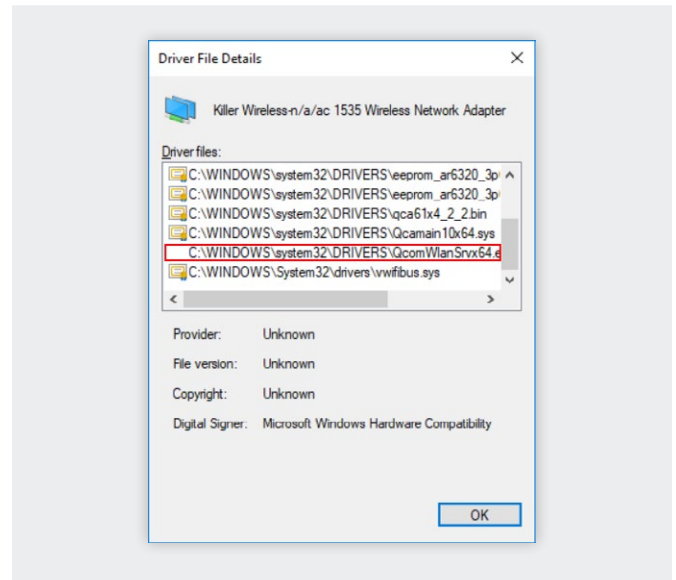 Driver File Details
Killer Wireless-n/a/ac 1535 Wireless Network Adapter
Driver files:
C:\WINDOWS\system32\DRIVERS\eeprom_ar6320_3p
C:\WINDOWS\system32\DRIVERS\eeprom_ar6320_3p
C:\WINDOWS\system32\DRIVERS\qca61x4_2_2.bin
C:\WINDOWS\system32\DRIVERS\Qcamain10x64.sys
C:\WINDOWS\system32\DRIVERS\QcomWlanSrvx64.e
C:\WINDOWS\System32\drivers\vwifibus.sys
Provider: Unknown
File version: Unknown
Copyright: Unknown
Digital Signer: Microsoft Windows Hardware Compatibility
OK